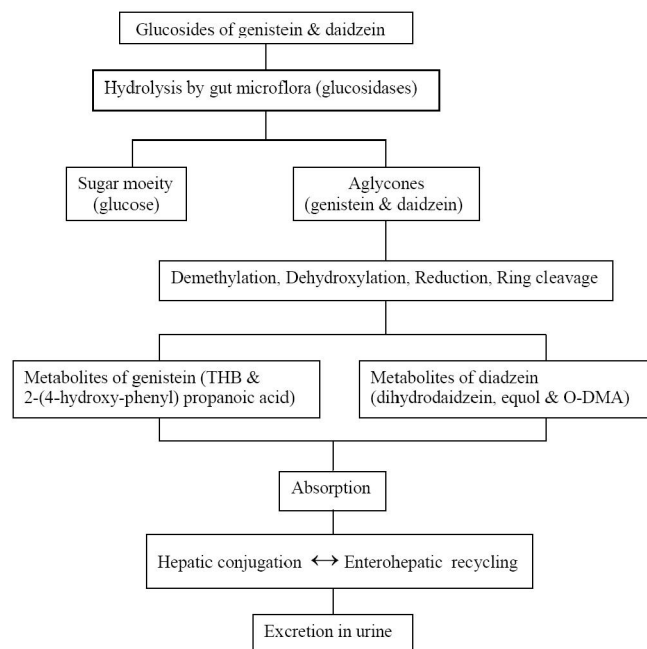 Glucosides of genistein & daidzein
Hydrolysis by gut microflora (glucosidases)
Sugar moeity
(glucose)
Aglycones
(genistein & daidzein)
Demethylation, Dehydroxylation, Reduction, Ring cleavage
Metabolites of genistein (THB &
2-(4-hydroxy-phenyl) propanoic acid)
Metabolites of diadzein
(dihydrodaidzein, equol & O-DMA)
Absorption
Hepatic conjugation ↔ Enterohepatic recycling
Excretion in urine